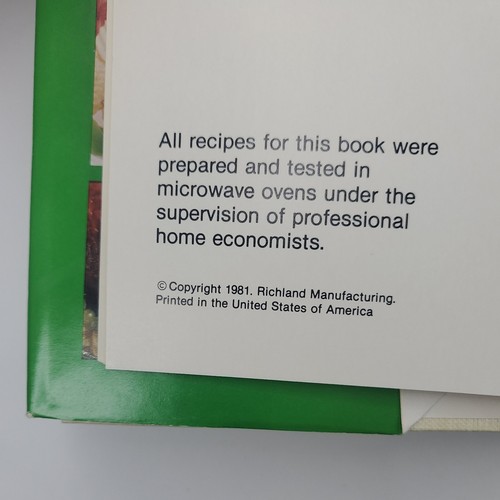 All recipes for this book were
prepared and tested in
microwave ovens under the
supervision of professional
home economists.
© Copyright 1981. Richland Manufacturing.
Printed in the United States of America